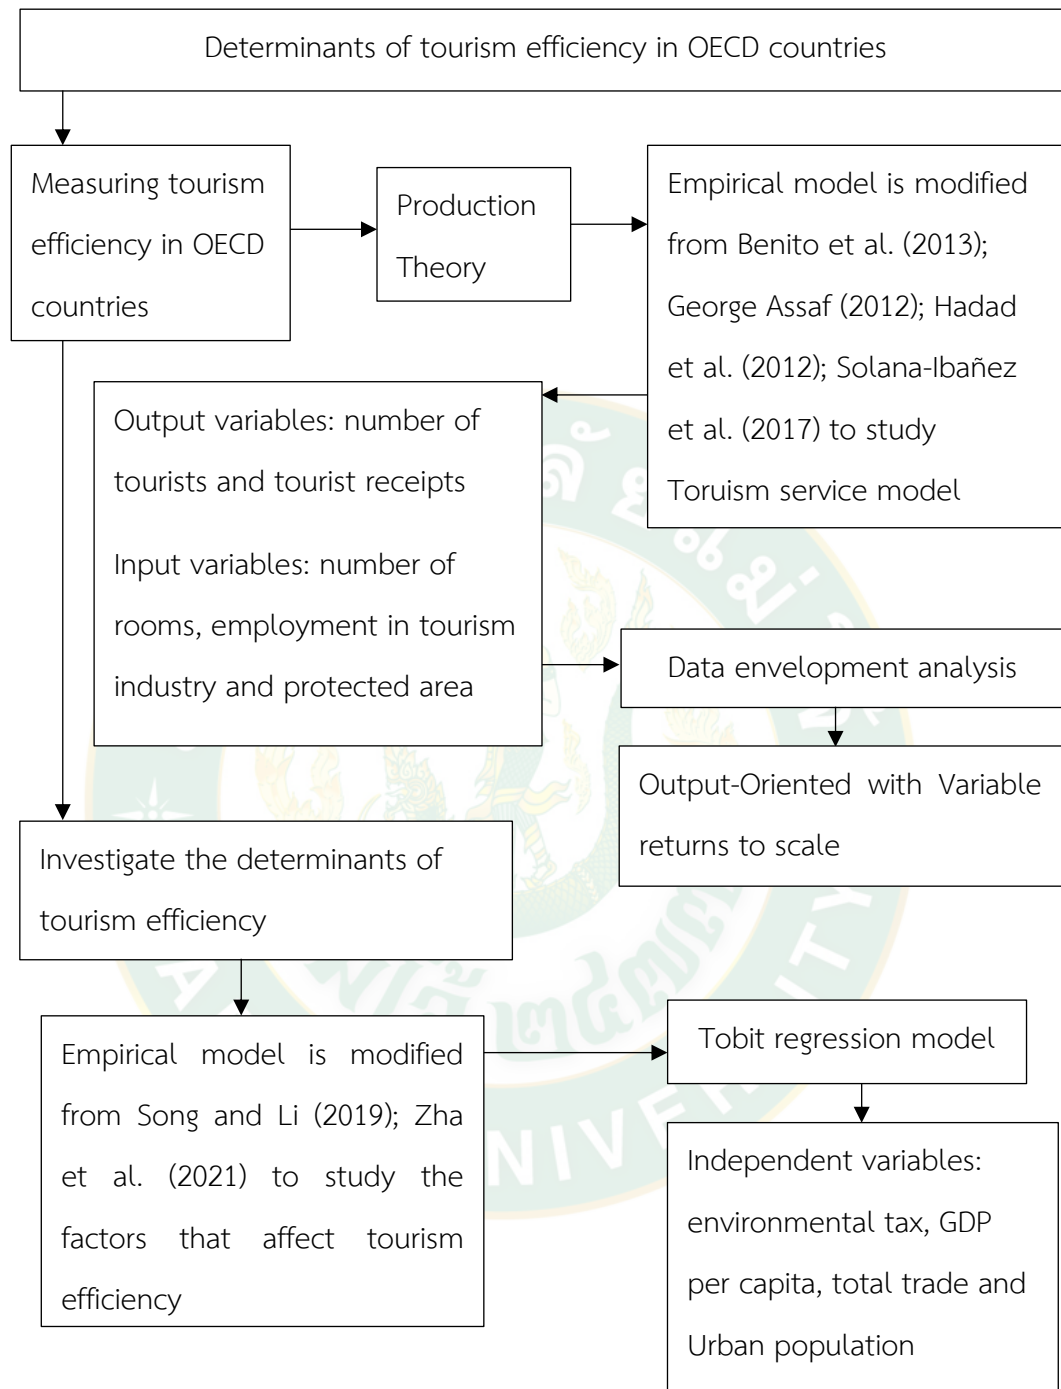 Determinants of tourism efficiency in OECD countries
Measuring tourism
efficiency in OECD
countries
Production
Theory
Empirical model is modified
from Benito et al. (2013);
George Assaf (2012); Hadad
et al. (2012); Solana-Ibañez
et al. (2017) to study
Toruism service model
Output variables: number of
tourists and tourist receipts
Input variables: number of
rooms, employment in tourism
industry and protected area
Data envelopment analysis
Output-Oriented with Variable
returns to scale
Investigate the determinants of
tourism efficiency
Empirical model is modified
from Song and Li (2019); Zha
et al. (2021) to study the
factors that affect tourism
efficiency
Tobit regression model
Independent variables:
environmental tax, GDP
per capita, total trade and
Urban population